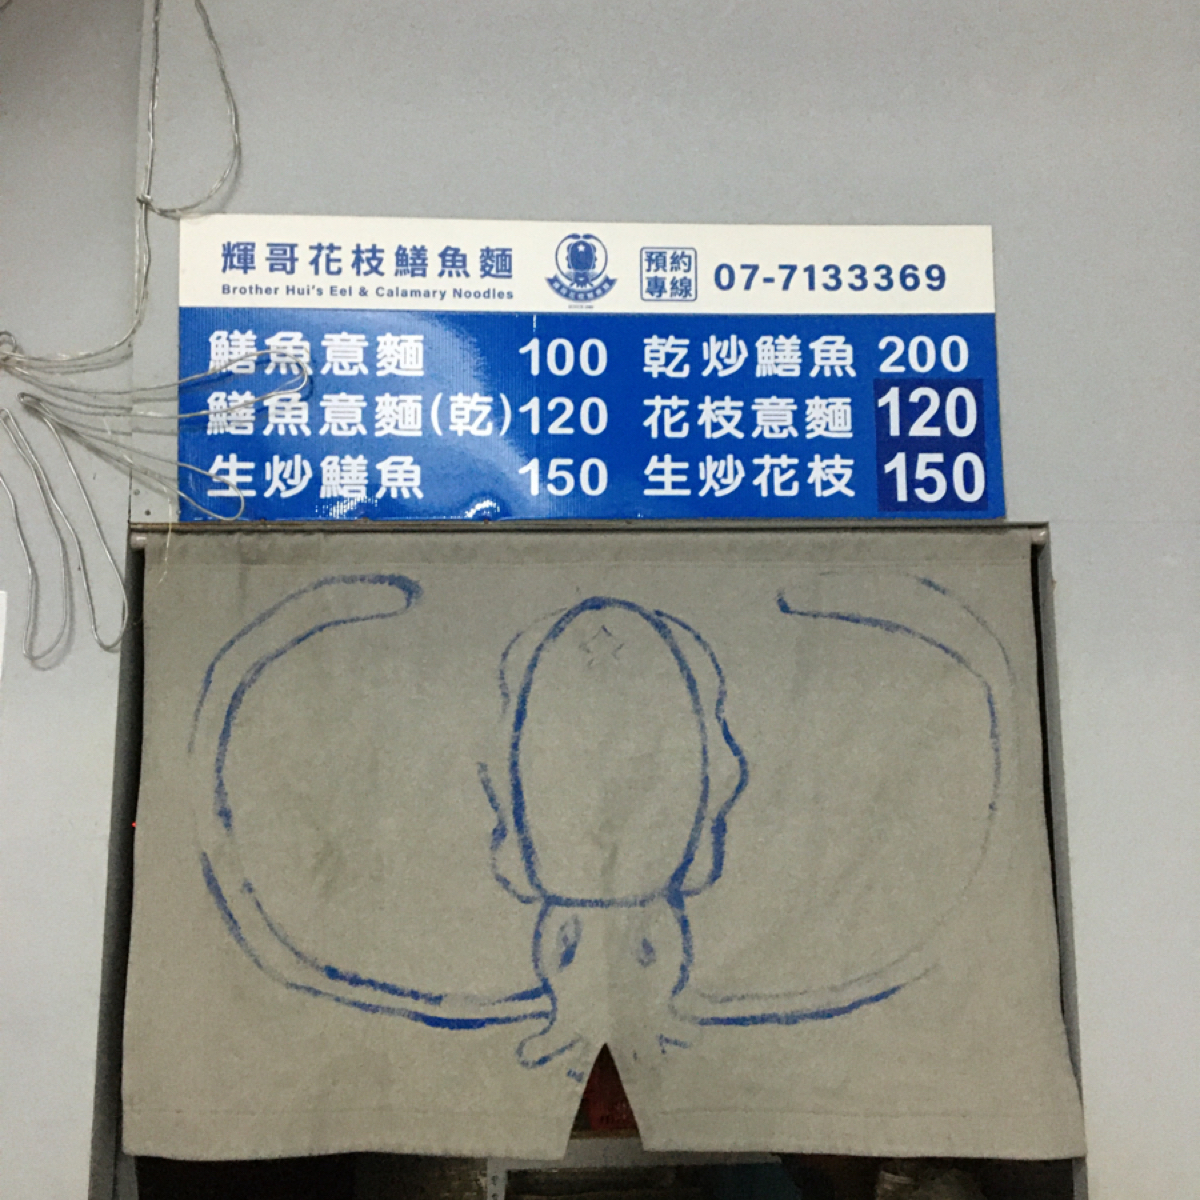 輝哥花枝鱔魚麵
Brother Hui's Eel & Calamary Noodles
預約
專線
07-7133369
鱔魚意麵 100
鱔魚意麵(乾) 120
生炒鱔魚 150
乾炒鱔魚 200
花枝意麵 120
生炒花枝 150